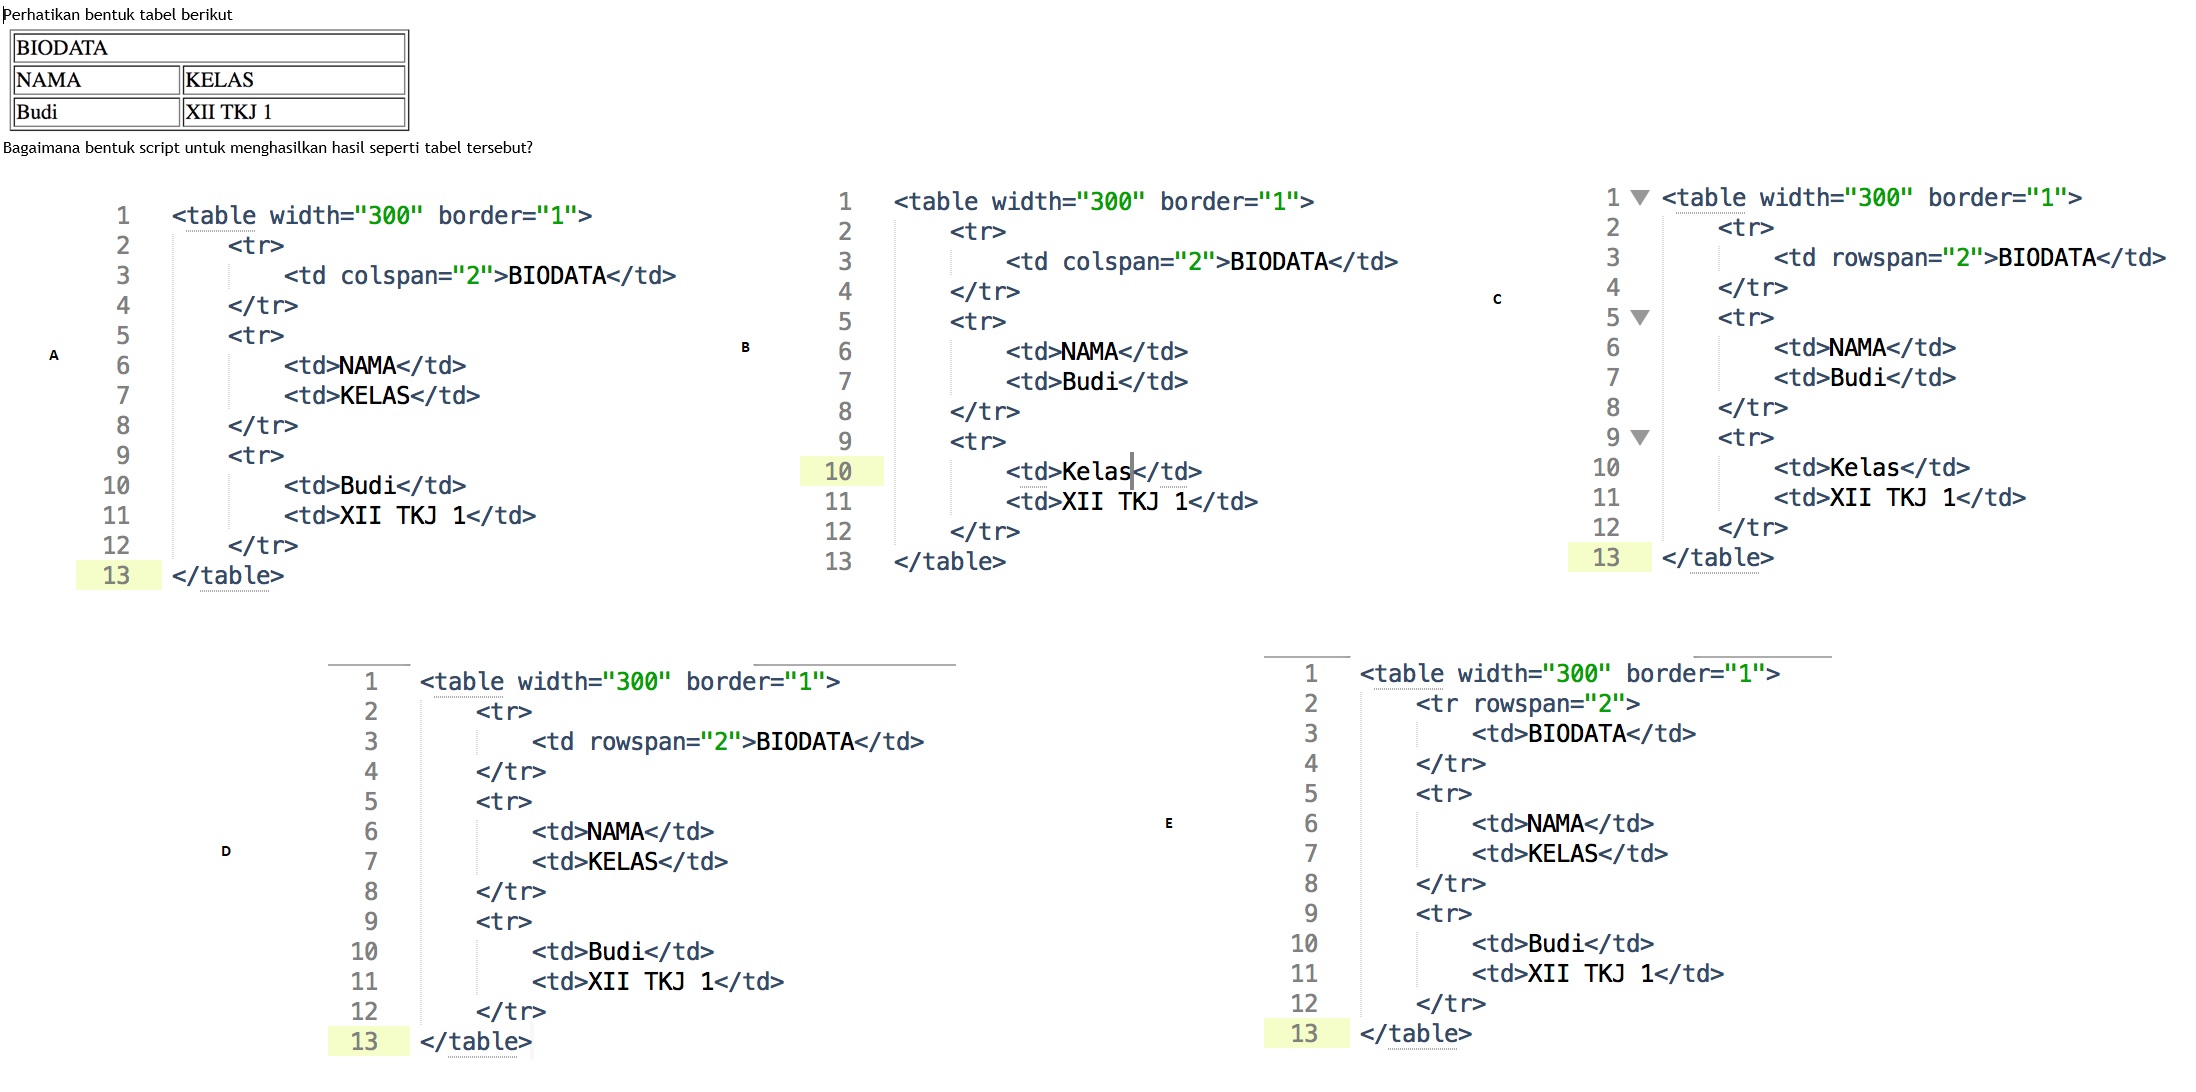 Perhatikan bentuk tabel berikut
BIODATA
NAMA KELAS
Budi XII TKJ 1
Bagaimana bentuk script untuk menghasilkan hasil seperti tabel tersebut?
A
1 <table width="300" border="1">
2 <tr>
3 <td colspan="2">BIODATA</td>
4 </tr>
5 <tr>
6 <td>NAMA</td>
7 <td>KELAS</td>
8 </tr>
9 <tr>
10 <td>Budi</td>
11 <td>XII TKJ 1</td>
12 </tr>
13 </table>
B
1 <table width="300" border="1">
2 <tr>
3 <td colspan="2">BIODATA</td>
4 </tr>
5 <tr>
6 <td>NAMA</td>
7 <td>Budi</td>
8 </tr>
9 <tr>
10 <td>Kelas</td>
11 <td>XII TKJ 1</td>
12 </tr>
13 </table>
C
1 <table width="300" border="1">
2 <tr>
3 <td rowspan="2">BIODATA</td>
4 </tr>
5 <tr>
6 <td>NAMA</td>
7 <td>Budi</td>
8 </tr>
9 <tr>
10 <td>Kelas</td>
11 <td>XII TKJ 1</td>
12 </tr>
13 </table>
D
1 <table width="300" border="1">
2 <tr>
3 <td rowspan="2">BIODATA</td>
4 </tr>
5 <tr>
6 <td>NAMA</td>
7 <td>KELAS</td>
8 </tr>
9 <tr>
10 <td>Budi</td>
11 <td>XII TKJ 1</td>
12 </tr>
13 </table>
E
1 <table width="300" border="1">
2 <tr rowspan="2">
3 <td>BIODATA</td>
4 </tr>
5 <tr>
6 <td>NAMA</td>
7 <td>KELAS</td>
8 </tr>
9 <tr>
10 <td>Budi</td>
11 <td>XII TKJ 1</td>
12 </tr>
13 </table>